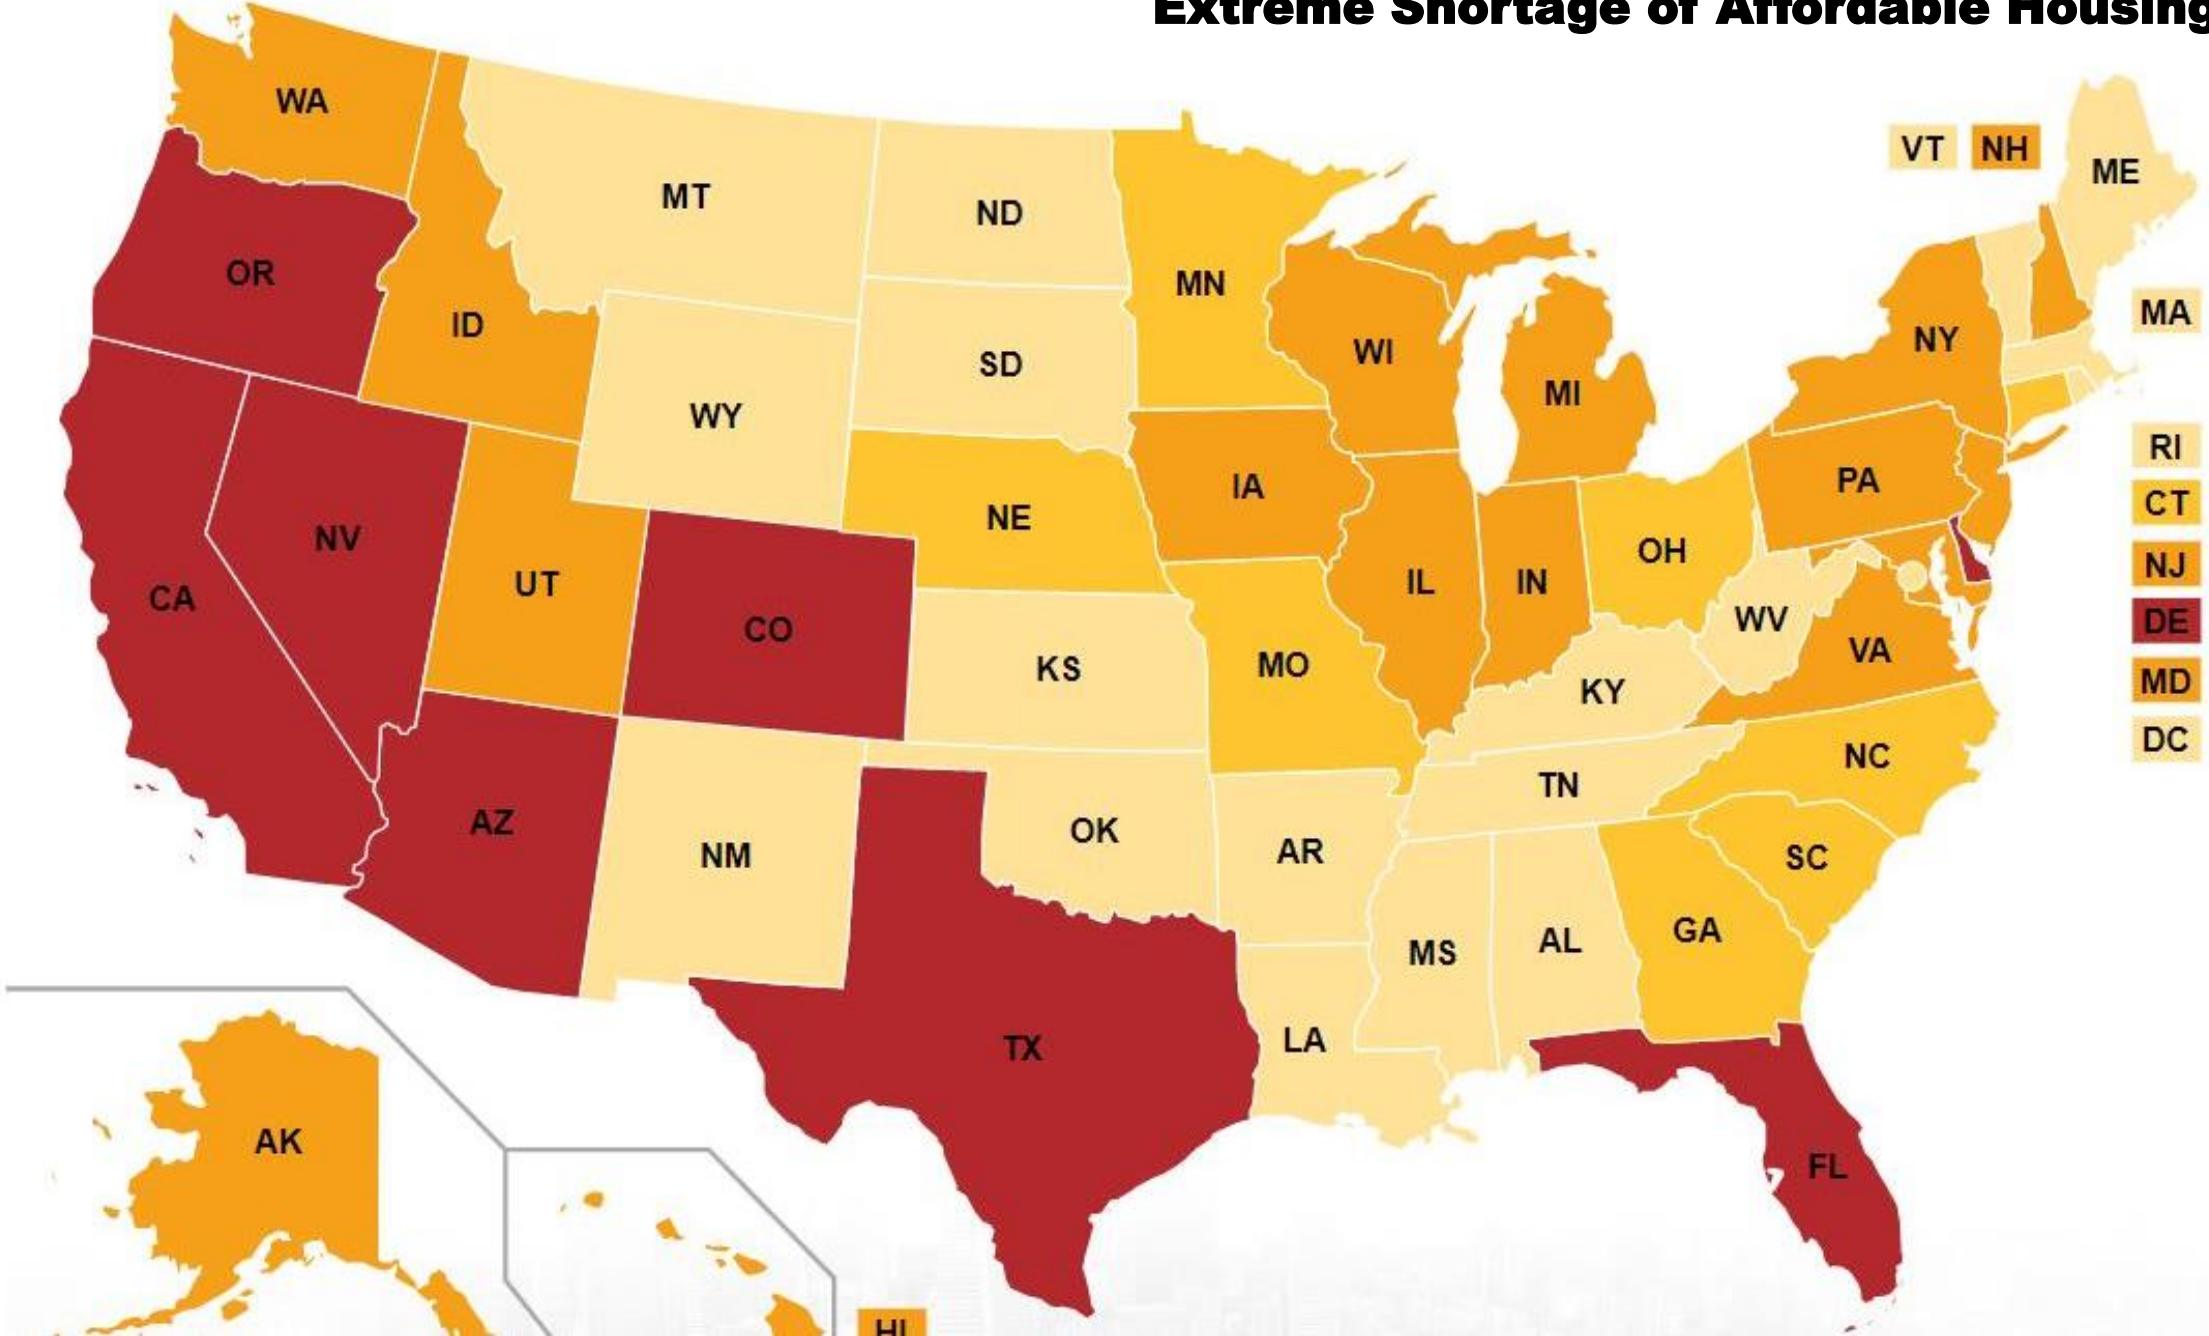 Extreme Shortage of Affordable Housing
WA
VT NH
ME
MT
ND
OR
MN
MA
ID
NY
WI
SD
MI
WY
RI
PA
IA
CT
NE
NV
OH
NJ
UT
IL
IN
CA
WV
DE
CO
VA
MO
KS
MD
KY
DC
NC
TN
AZ
OK
AR
NM
SC
GA
AL
MS
LA
TX
AK
FL
HI